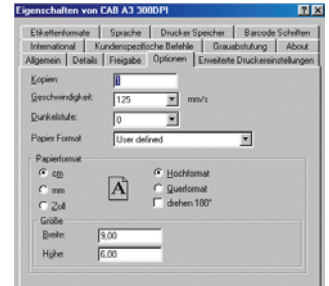 Eigenschaften von CAB A3 300DPI
Etikettenformate Sprache Drucker Speicher Barcode Schriften
International Kundenspezifische Befehle Grauabstufung About
Allgemein Details Freigabe Optionen Erweiterte Druckereinstellungen
Kopien: 1
Geschwindigkeit: 125 mm/s
Dunkelstufe: 0
Papier Format User defined
Papierformat
cm Hochformat
mm A Querformat
Zoll drehen 180°
Größe
Breite: 9,00
Höhe: 6,00